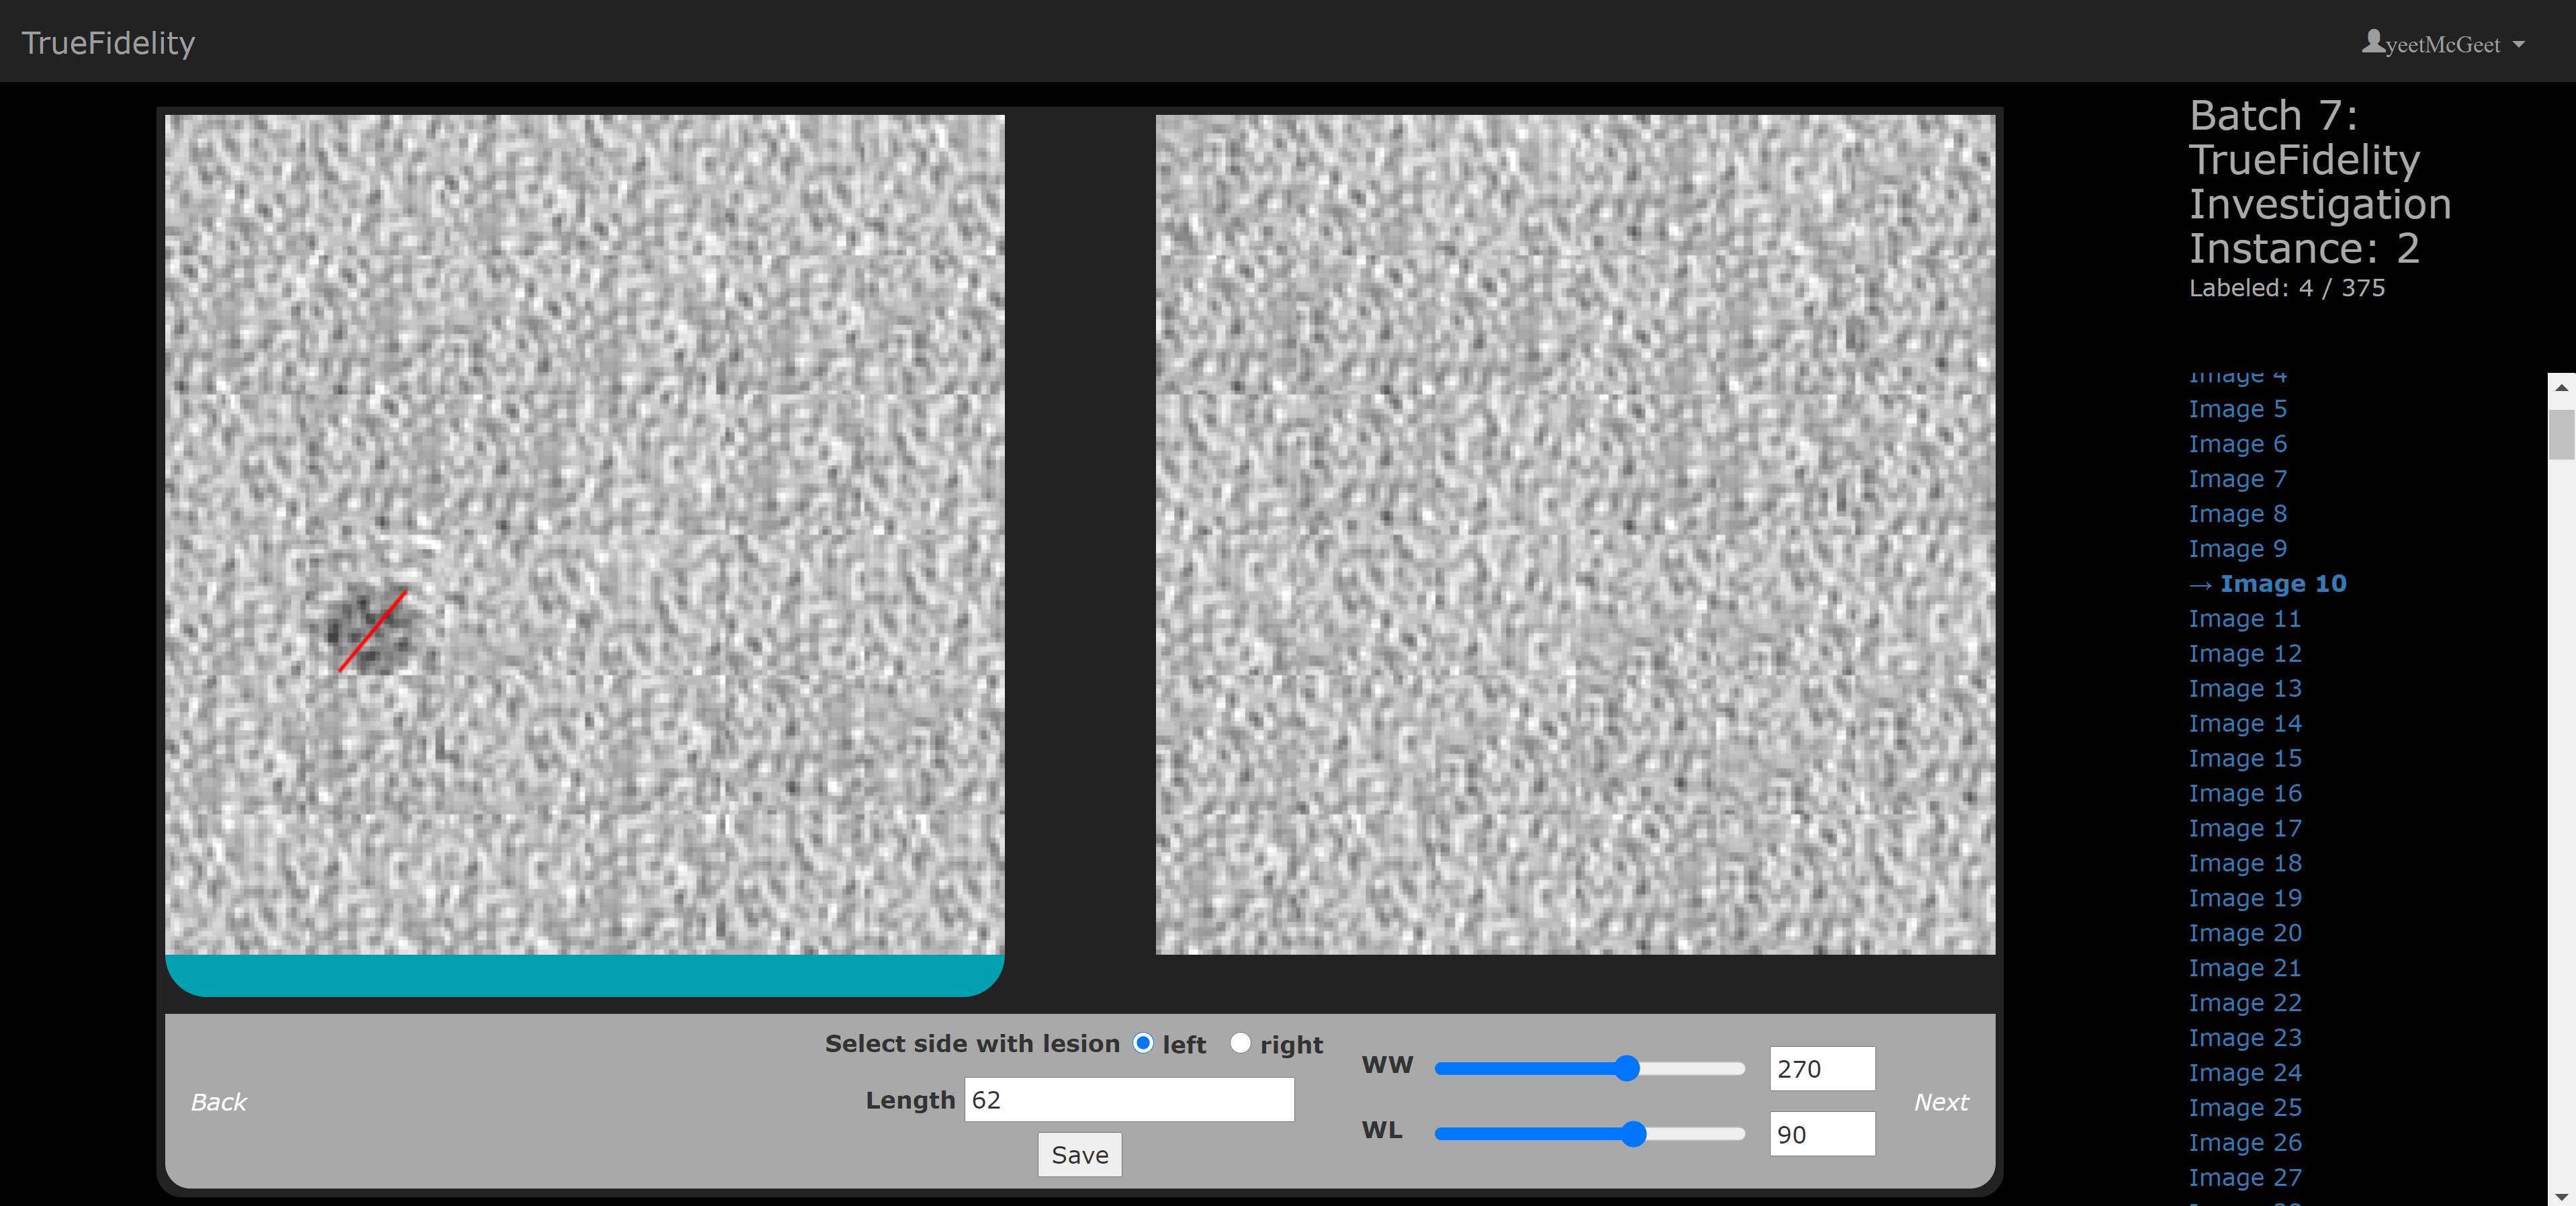 TrueFidelity
yeetMcGeet
Batch 7:
TrueFidelity
Investigation
Instance: 2
Labeled: 4 / 375
Image 4
Image 5
Image 6
Image 7
Image 8
Image 9
→ Image 10
Image 11
Image 12
Image 13
Image 14
Image 15
Image 16
Image 17
Image 18
Image 19
Image 20
Image 21
Image 22
Image 23
Image 24
Image 25
Image 26
Image 27
Select side with lesion left right
Length 62
Save
WW 270
WL 90
Back
Next